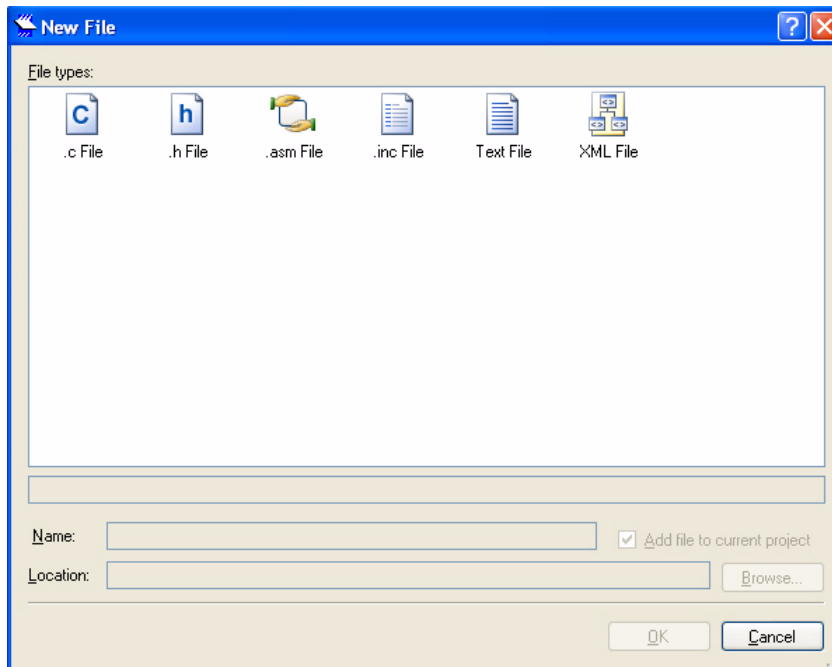 New File
File types:
.c File .h File .asm File .inc File Text File XML File
Name: Add file to current project
Location: Browse...
OK Cancel